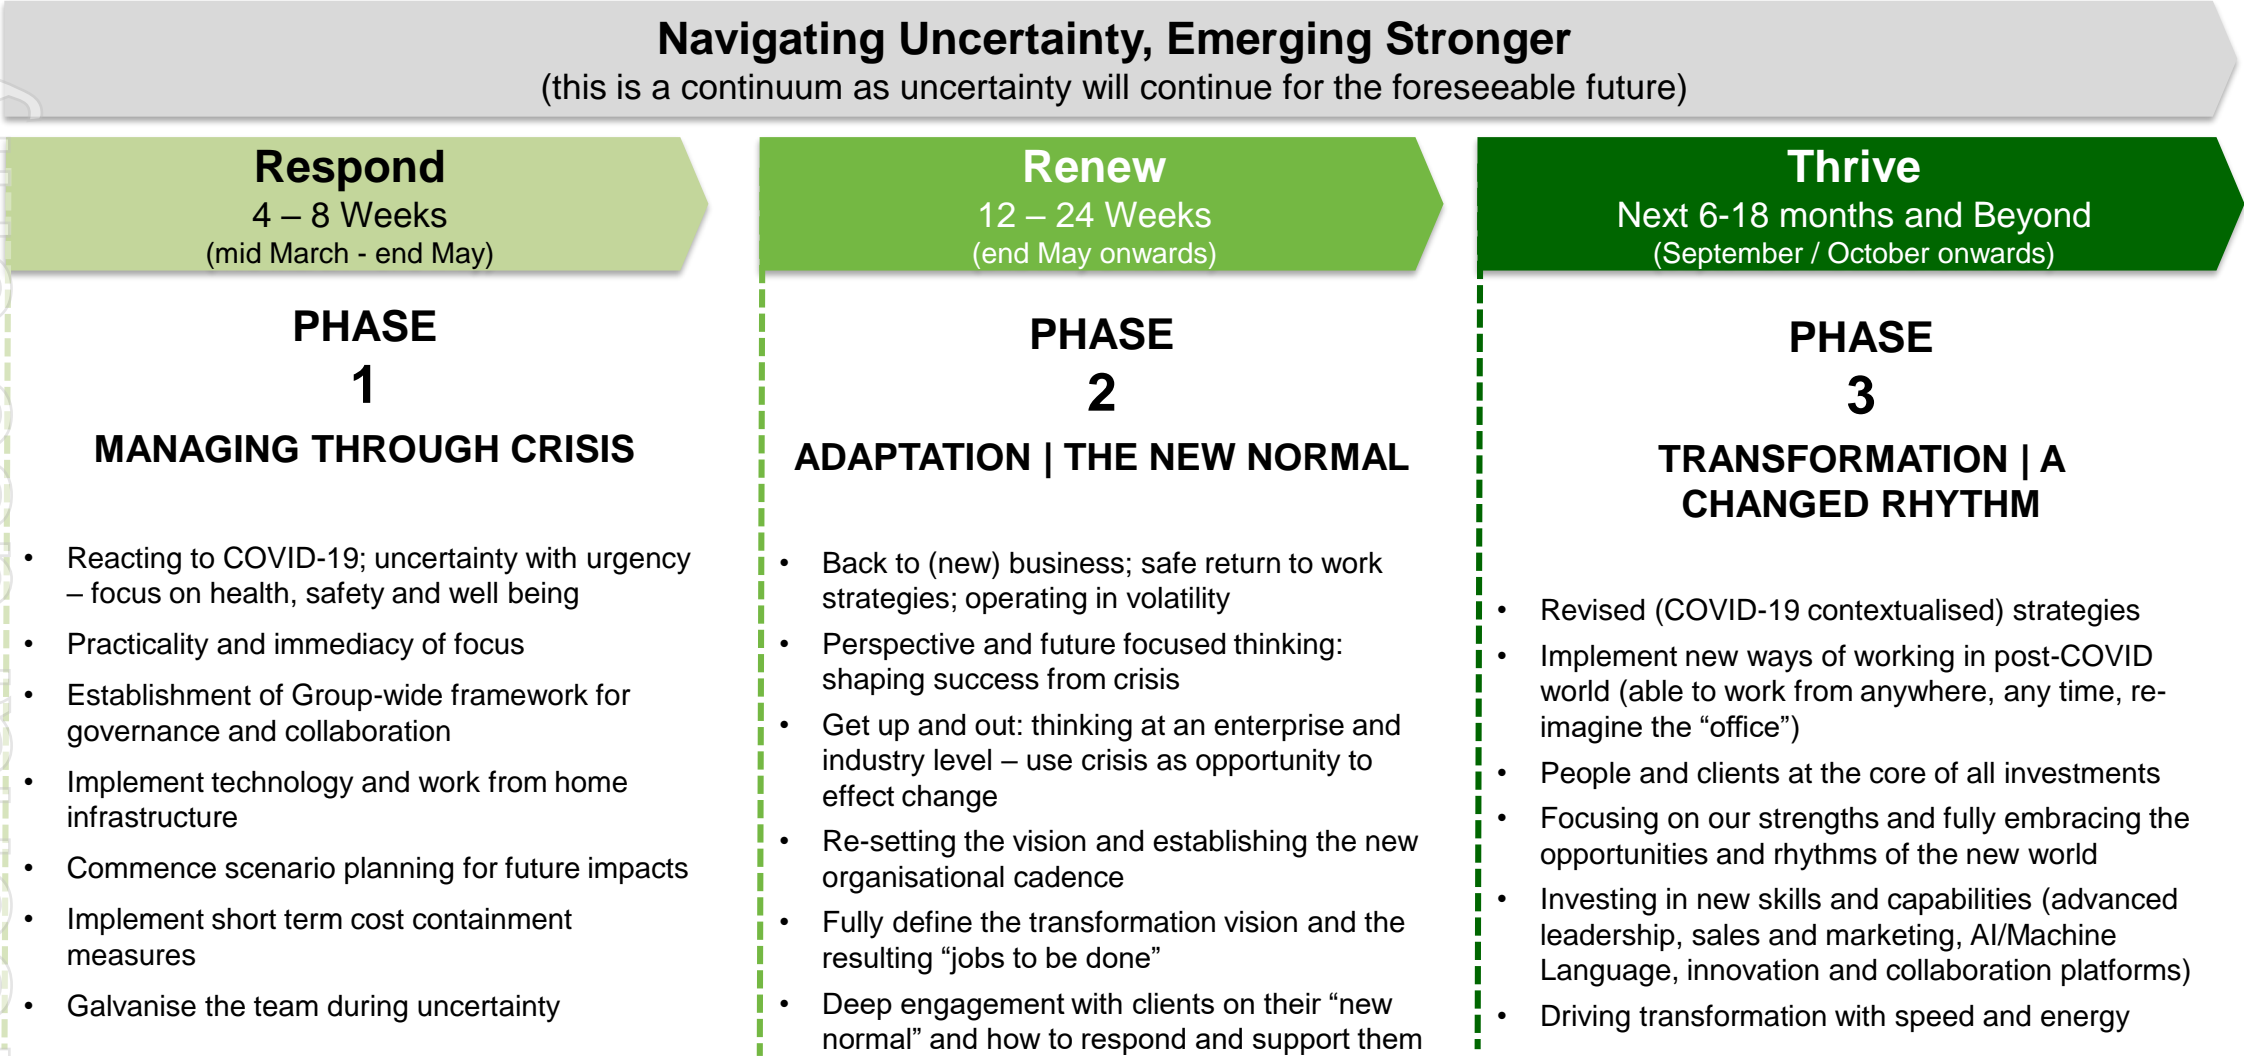 Navigating Uncertainty, Emerging Stronger
(this is a continuum as uncertainty will continue for the foreseeable future)
Respond
4 – 8 Weeks
(mid March - end May)
PHASE
1
MANAGING THROUGH CRISIS
• Reacting to COVID-19; uncertainty with urgency
– focus on health, safety and well being
• Practicality and immediacy of focus
• Establishment of Group-wide framework for
governance and collaboration
• Implement technology and work from home
infrastructure
• Commence scenario planning for future impacts
• Implement short term cost containment
measures
• Galvanise the team during uncertainty
Renew
12 – 24 Weeks
(end May onwards)
PHASE
2
ADAPTATION | THE NEW NORMAL
• Back to (new) business; safe return to work
strategies; operating in volatility
• Perspective and future focused thinking:
shaping success from crisis
• Get up and out: thinking at an enterprise and
industry level – use crisis as opportunity to
effect change
• Re-setting the vision and establishing the new
organisational cadence
• Fully define the transformation vision and the
resulting “jobs to be done”
• Deep engagement with clients on their “new
normal” and how to respond and support them
Thrive
Next 6-18 months and Beyond
(September / October onwards)
PHASE
3
TRANSFORMATION | A
CHANGED RHYTHM
• Revised (COVID-19 contextualised) strategies
• Implement new ways of working in post-COVID
world (able to work from anywhere, any time, re-
imagine the “office”)
• People and clients at the core of all investments
• Focusing on our strengths and fully embracing the
opportunities and rhythms of the new world
• Investing in new skills and capabilities (advanced
leadership, sales and marketing, AI/Machine
Language, innovation and collaboration platforms)
• Driving transformation with speed and energy